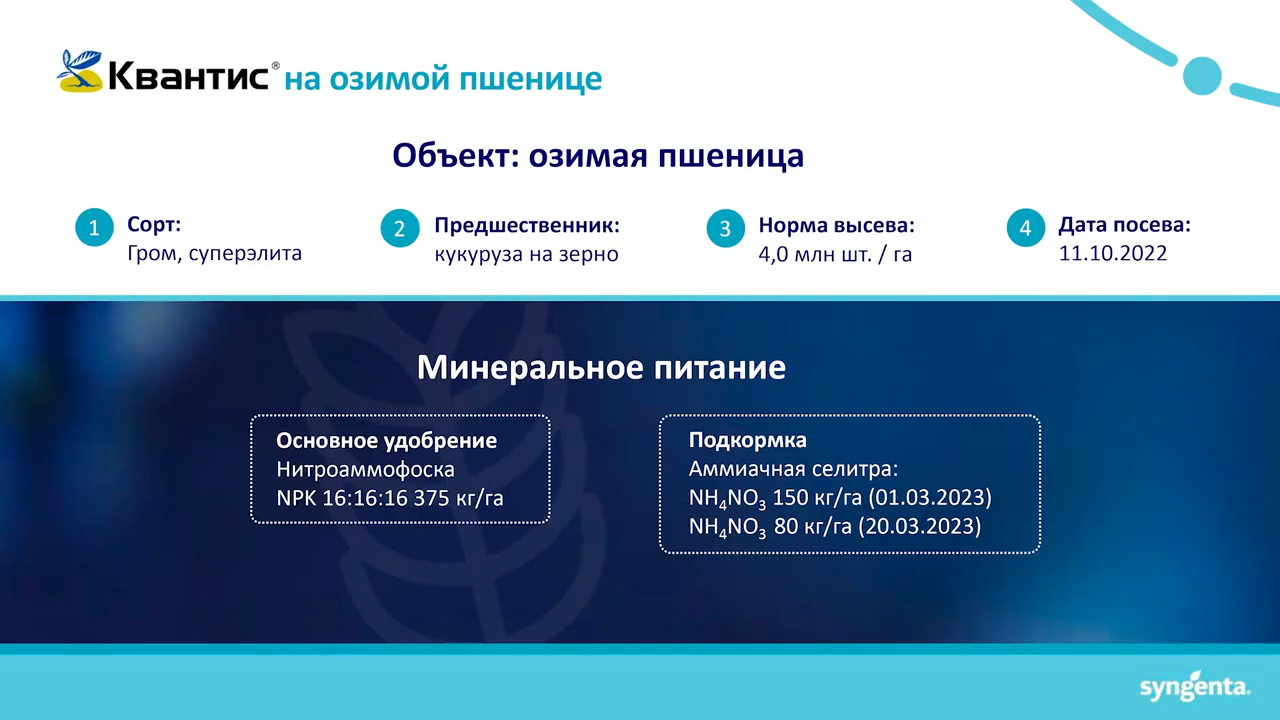 Квантис® на озимой пшенице
Объект: озимая пшеница
1
Сорт:
Гром, суперэлита
2
Предшественник:
кукуруза на зерно
3
Норма высева:
4,0 млн шт. / га
4
Дата посева:
11.10.2022
Минеральное питание
Основное удобрение
Нитроаммофоска
NPK 16:16:16 375 кг/га
Подкормка
Аммиачная селитра:
NH₄NO₃ 150 кг/га (01.03.2023)
NH₄NO₃ 80 кг/га (20.03.2023)
syngenta.